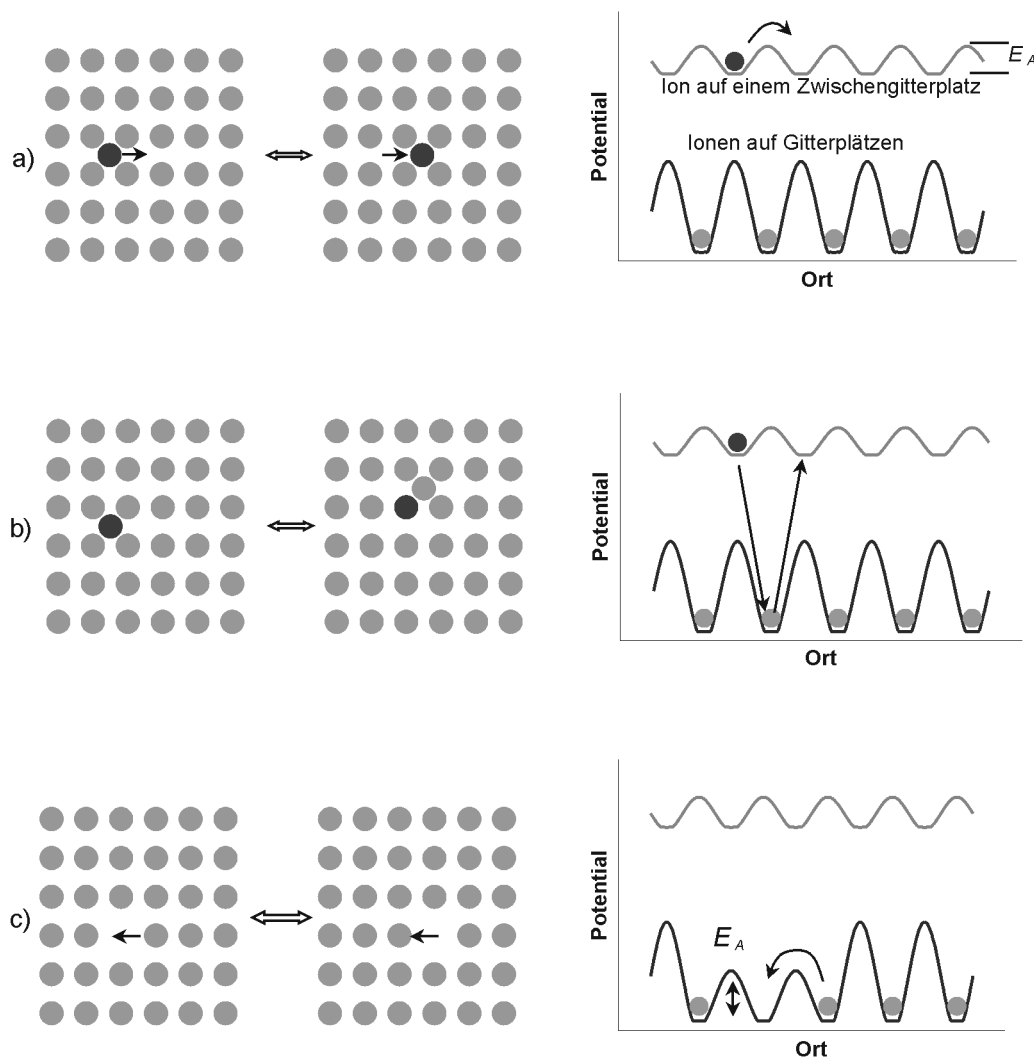 a)
Potential
E_A
Ion auf einem Zwischengitterplatz
Ionen auf Gitterplätzen
Ort
b)
Potential
Ort
c)
Potential
E_A
Ort